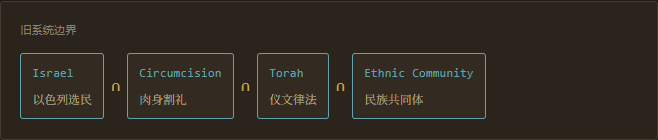 旧系统边界
Israel ∩ Circumcision ∩ Torah ∩ Ethnic Community
以色列选民 肉身割礼 仪文律法 民族共同体